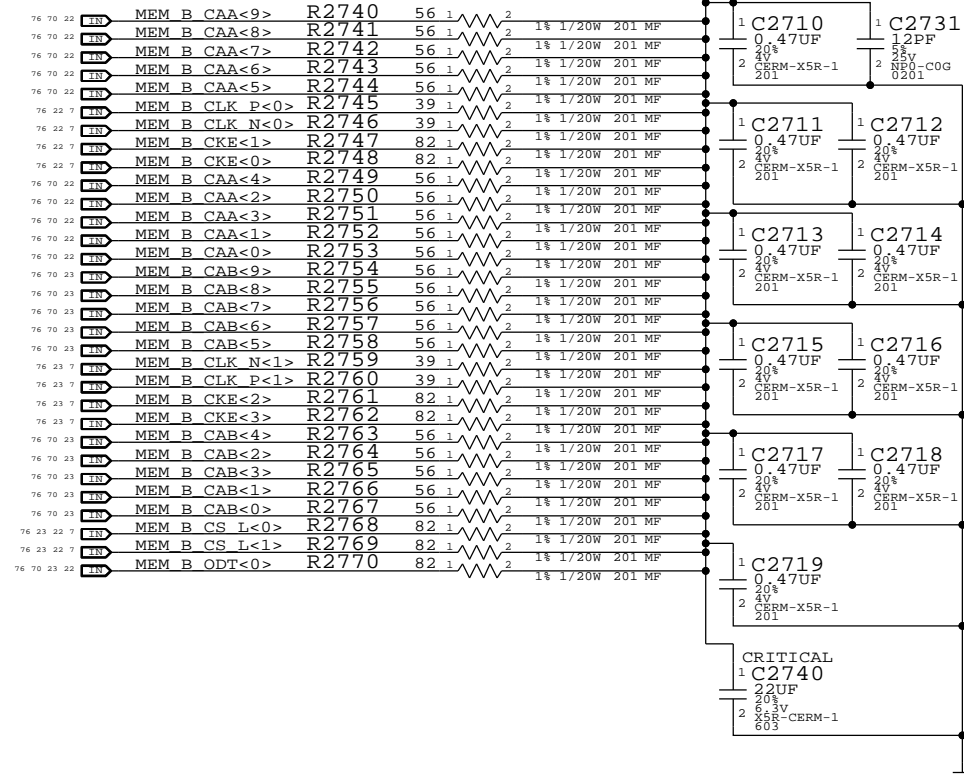 76 70 22 IN MEM_B_CAA<9> R2740 56 1 2 1% 1/20W 201 MF
76 70 22 IN MEM_B_CAA<8> R2741 56 1 2 1% 1/20W 201 MF
76 70 22 IN MEM_B_CAA<7> R2742 56 1 2 1% 1/20W 201 MF
76 70 22 IN MEM_B_CAA<6> R2743 56 1 2 1% 1/20W 201 MF
76 70 22 IN MEM_B_CAA<5> R2744 56 1 2 1% 1/20W 201 MF
76 22 7 IN MEM_B_CLK_P<0> R2745 39 1 2 1% 1/20W 201 MF
76 22 7 IN MEM_B_CLK_N<0> R2746 39 1 2 1% 1/20W 201 MF
76 22 7 IN MEM_B_CKE<1> R2747 82 1 2 1% 1/20W 201 MF
76 22 7 IN MEM_B_CKE<0> R2748 82 1 2 1% 1/20W 201 MF
76 70 22 IN MEM_B_CAA<4> R2749 56 1 2 1% 1/20W 201 MF
76 70 22 IN MEM_B_CAA<2> R2750 56 1 2 1% 1/20W 201 MF
76 70 22 IN MEM_B_CAA<3> R2751 56 1 2 1% 1/20W 201 MF
76 70 22 IN MEM_B_CAA<1> R2752 56 1 2 1% 1/20W 201 MF
76 70 22 IN MEM_B_CAA<0> R2753 56 1 2 1% 1/20W 201 MF
76 70 23 IN MEM_B_CAB<9> R2754 56 1 2 1% 1/20W 201 MF
76 70 23 IN MEM_B_CAB<8> R2755 56 1 2 1% 1/20W 201 MF
76 70 23 IN MEM_B_CAB<7> R2756 56 1 2 1% 1/20W 201 MF
76 70 23 IN MEM_B_CAB<6> R2757 56 1 2 1% 1/20W 201 MF
76 70 23 IN MEM_B_CAB<5> R2758 56 1 2 1% 1/20W 201 MF
76 23 7 IN MEM_B_CLK_N<1> R2759 39 1 2 1% 1/20W 201 MF
76 23 7 IN MEM_B_CLK_P<1> R2760 39 1 2 1% 1/20W 201 MF
76 23 7 IN MEM_B_CKE<2> R2761 82 1 2 1% 1/20W 201 MF
76 23 7 IN MEM_B_CKE<3> R2762 82 1 2 1% 1/20W 201 MF
76 70 23 IN MEM_B_CAB<4> R2763 56 1 2 1% 1/20W 201 MF
76 70 23 IN MEM_B_CAB<2> R2764 56 1 2 1% 1/20W 201 MF
76 70 23 IN MEM_B_CAB<3> R2765 56 1 2 1% 1/20W 201 MF
76 70 23 IN MEM_B_CAB<1> R2766 56 1 2 1% 1/20W 201 MF
76 70 23 IN MEM_B_CAB<0> R2767 56 1 2 1% 1/20W 201 MF
76 23 22 7 IN MEM_B_CS_L<0> R2768 82 1 2 1% 1/20W 201 MF
76 23 22 7 IN MEM_B_CS_L<1> R2769 82 1 2 1% 1/20W 201 MF
76 70 23 22 IN MEM_B_ODT<0> R2770 82 1 2 1% 1/20W 201 MF
1 C2710
0.47UF
20%
4V
2 CERM-X5R-1
201
1 C2731
12PF
5%
25V
2 NP0-C0G
0201
1 C2711
0.47UF
20%
4V
2 CERM-X5R-1
201
1 C2712
0.47UF
20%
4V
2 CERM-X5R-1
201
1 C2713
0.47UF
20%
4V
2 CERM-X5R-1
201
1 C2714
0.47UF
20%
4V
2 CERM-X5R-1
201
1 C2715
0.47UF
20%
4V
2 CERM-X5R-1
201
1 C2716
0.47UF
20%
4V
2 CERM-X5R-1
201
1 C2717
0.47UF
20%
4V
2 CERM-X5R-1
201
1 C2718
0.47UF
20%
4V
2 CERM-X5R-1
201
1 C2719
0.47UF
20%
4V
2 CERM-X5R-1
201
CRITICAL
1 C2740
22UF
20%
6.3V
2 X5R-CERM-1
603